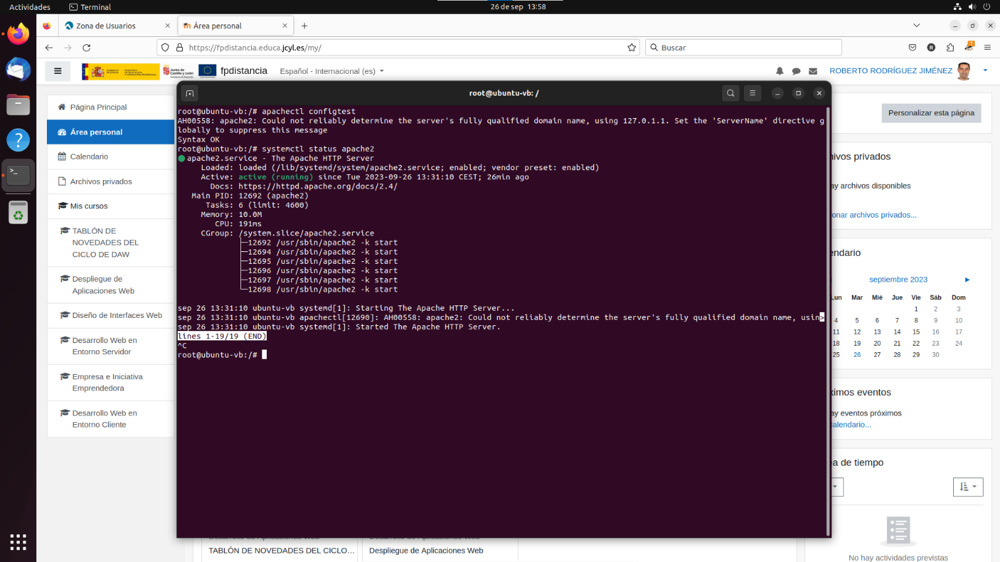 Actividades
Terminal
26 de sep 13:58
Zona de Usuarios
Área personal
https://fpdistancia.educa.jcyl.es/my/
Buscar
fpdistancia
Español - Internacional (es)
ROBERTO RODRÍGUEZ JIMÉNEZ
Junta de
Castilla y León
Página Principal
Área personal
Calendario
Archivos privados
Mis cursos
TABLÓN DE
NOVEDADES DEL
CICLO DE DAW
Despliegue de
Aplicaciones Web
Diseño de Interfaces Web
Desarrollo Web en
Entorno Servidor
Empresa e Iniciativa
Emprendedora
Desarrollo Web en
Entorno Cliente
root@ubuntu-vb: /
root@ubuntu-vb:/# apachectl configtest
AH00558: apache2: Could not reliably determine the server's fully qualified domain name, using 127.0.1.1. Set the 'ServerName' directive g
lobally to suppress this message
Syntax OK
root@ubuntu-vb:/# systemctl status apache2
apache2.service - The Apache HTTP Server
Loaded: loaded (/lib/systemd/system/apache2.service; enabled; vendor preset: enabled)
Active: active (running) since Tue 2023-09-26 13:31:10 CEST; 26min ago
Docs: https://httpd.apache.org/docs/2.4/
Main PID: 12692 (apache2)
Tasks: 6 (limit: 4600)
Memory: 10.0M
CPU: 191ms
CGroup: /system.slice/apache2.service
├─12692 /usr/sbin/apache2 -k start
├─12694 /usr/sbin/apache2 -k start
├─12695 /usr/sbin/apache2 -k start
├─12696 /usr/sbin/apache2 -k start
├─12697 /usr/sbin/apache2 -k start
└─12698 /usr/sbin/apache2 -k start
sep 26 13:31:10 ubuntu-vb systemd[1]: Starting The Apache HTTP Server...
sep 26 13:31:10 ubuntu-vb apachectl[12690]: AH00558: apache2: Could not reliably determine the server's fully qualified domain name, usin>
sep 26 13:31:10 ubuntu-vb systemd[1]: Started The Apache HTTP Server.
lines 1-19/19 (END)
^C
root@ubuntu-vb:/#
Personalizar esta página
hivos privados
ay archivos disponibles
onar archivos privados...
endario
septiembre 2023 ►
Lun Mar Mié Jue Vie Sáb Dom
1 2 3
4 5 6 7 8 9 10
11 12 13 14 15 16 17
18 19 20 21 22 23 24
25 26 27 28 29 30
ximos eventos
ay eventos próximos
calendario...
ea de tiempo
No hay actividades previstas
TABLÓN DE NOVEDADES DEL CICLO...
Despliegue de Aplicaciones Web